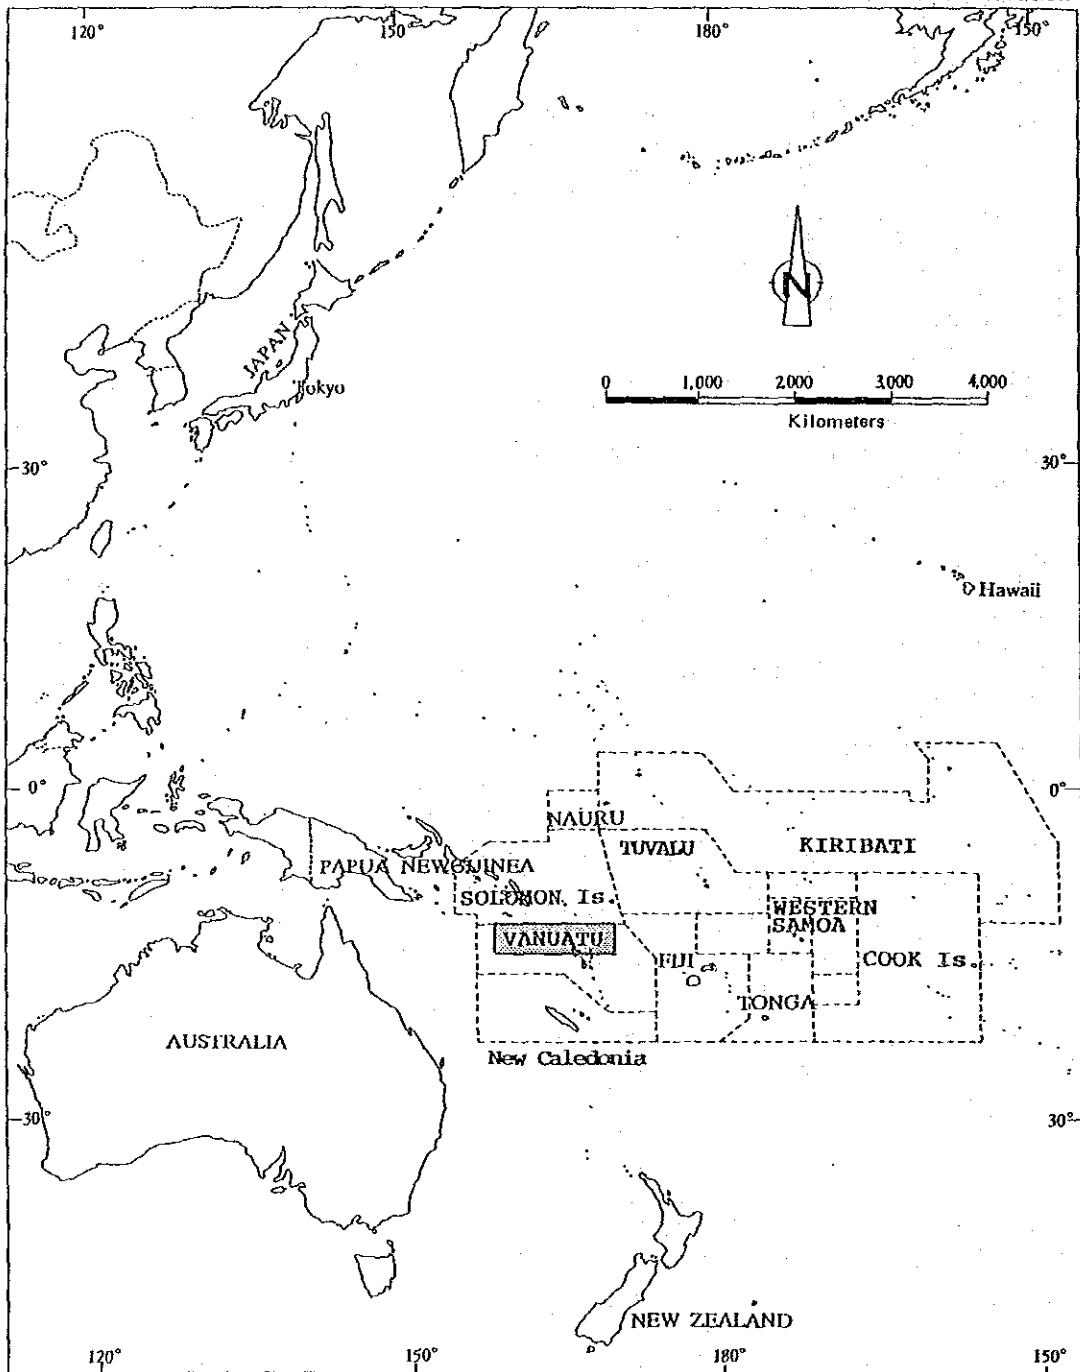 120°
150°
180°
150°
N
JAPAN
Tokyo
0 1,000 2000 3,000 4,000
Kilometers
30°
30°
Hawaii
0°
0°
NAURU
TUVALU
KIRIBATI
PAPUA NEWGUINEA
SOLOMON Is.
WESTERN
SAMOA
VANUATU
FIJI
COOK Is.
TONGA
AUSTRALIA
New Caledonia
30°
30°
NEW ZEALAND
120°
150°
180°
150°